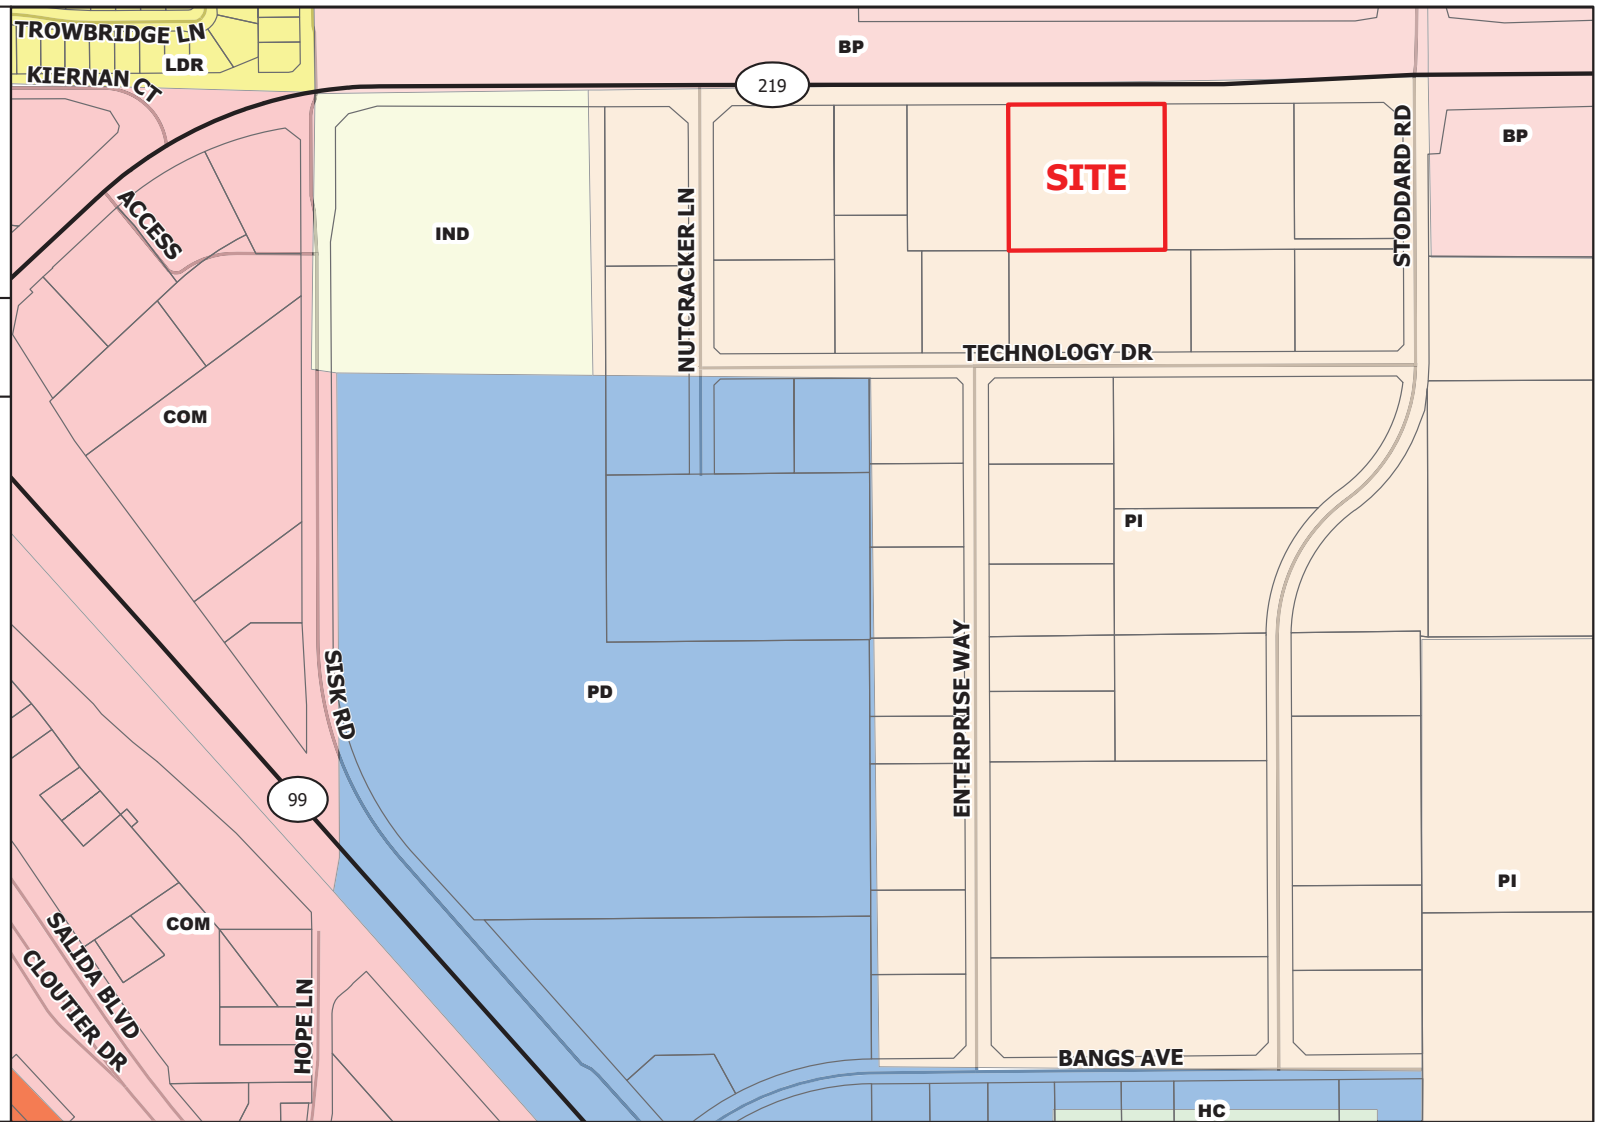 TROWBRIDGE LN
LDR
KIERNAN CT
BP
219
BP
STODDARD RD
SITE
ACCESS
IND
NUTCRACKER LN
TECHNOLOGY DR
COM
PI
SISK RD
PD
ENTERPRISE WAY
99
PI
COM
SALIDA BLVD
CLOUTIER DR
HOPE LN
BANGS AVE
HC